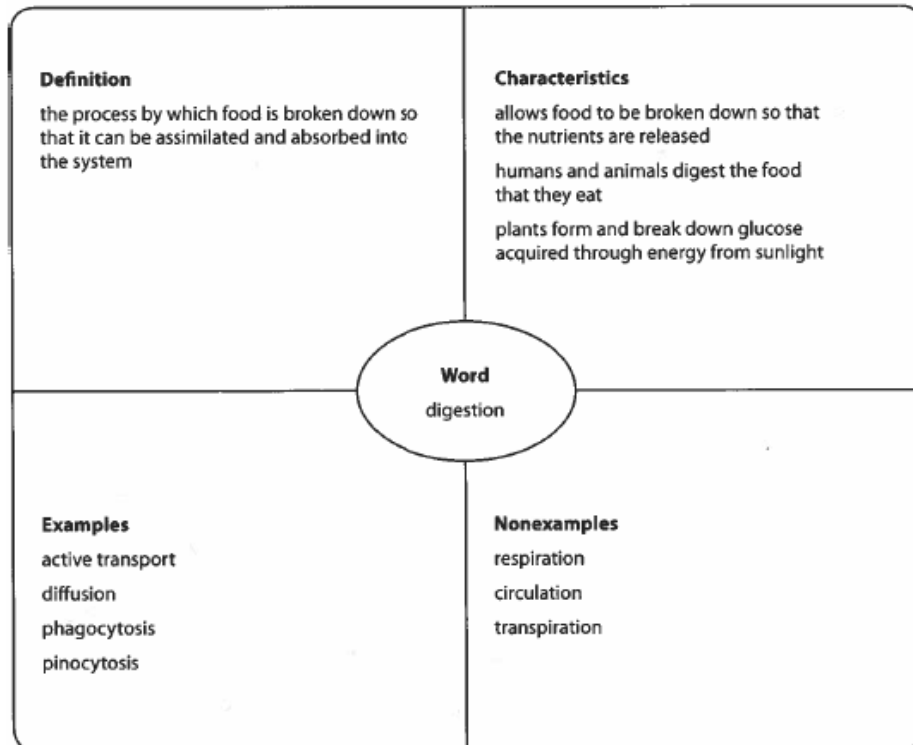 Definition
the process by which food is broken down so
that it can be assimilated and absorbed into
the system
Characteristics
allows food to be broken down so that
the nutrients are released
humans and animals digest the food
that they eat
plants form and break down glucose
acquired through energy from sunlight
Word
digestion
Examples
active transport
diffusion
phagocytosis
pinocytosis
Nonexamples
respiration
circulation
transpiration